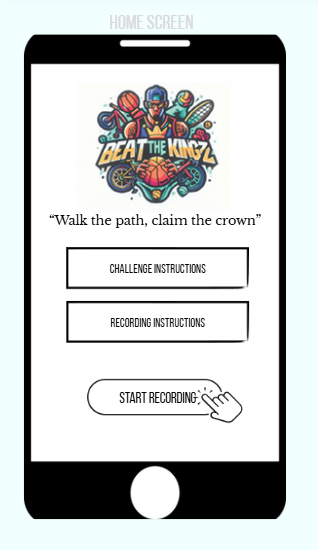 HOME SCREEN
BEAT THE KINGZ
“Walk the path, claim the crown”
CHALLENGE INSTRUCTIONS
RECORDING INSTRUCTIONS
START RECORDING